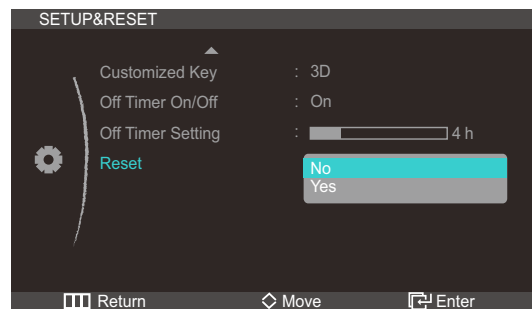 SETUP&RESET
Customized Key : 3D
Off Timer On/Off : On
Off Timer Setting : 4 h
Reset No
Yes
Return Move Enter